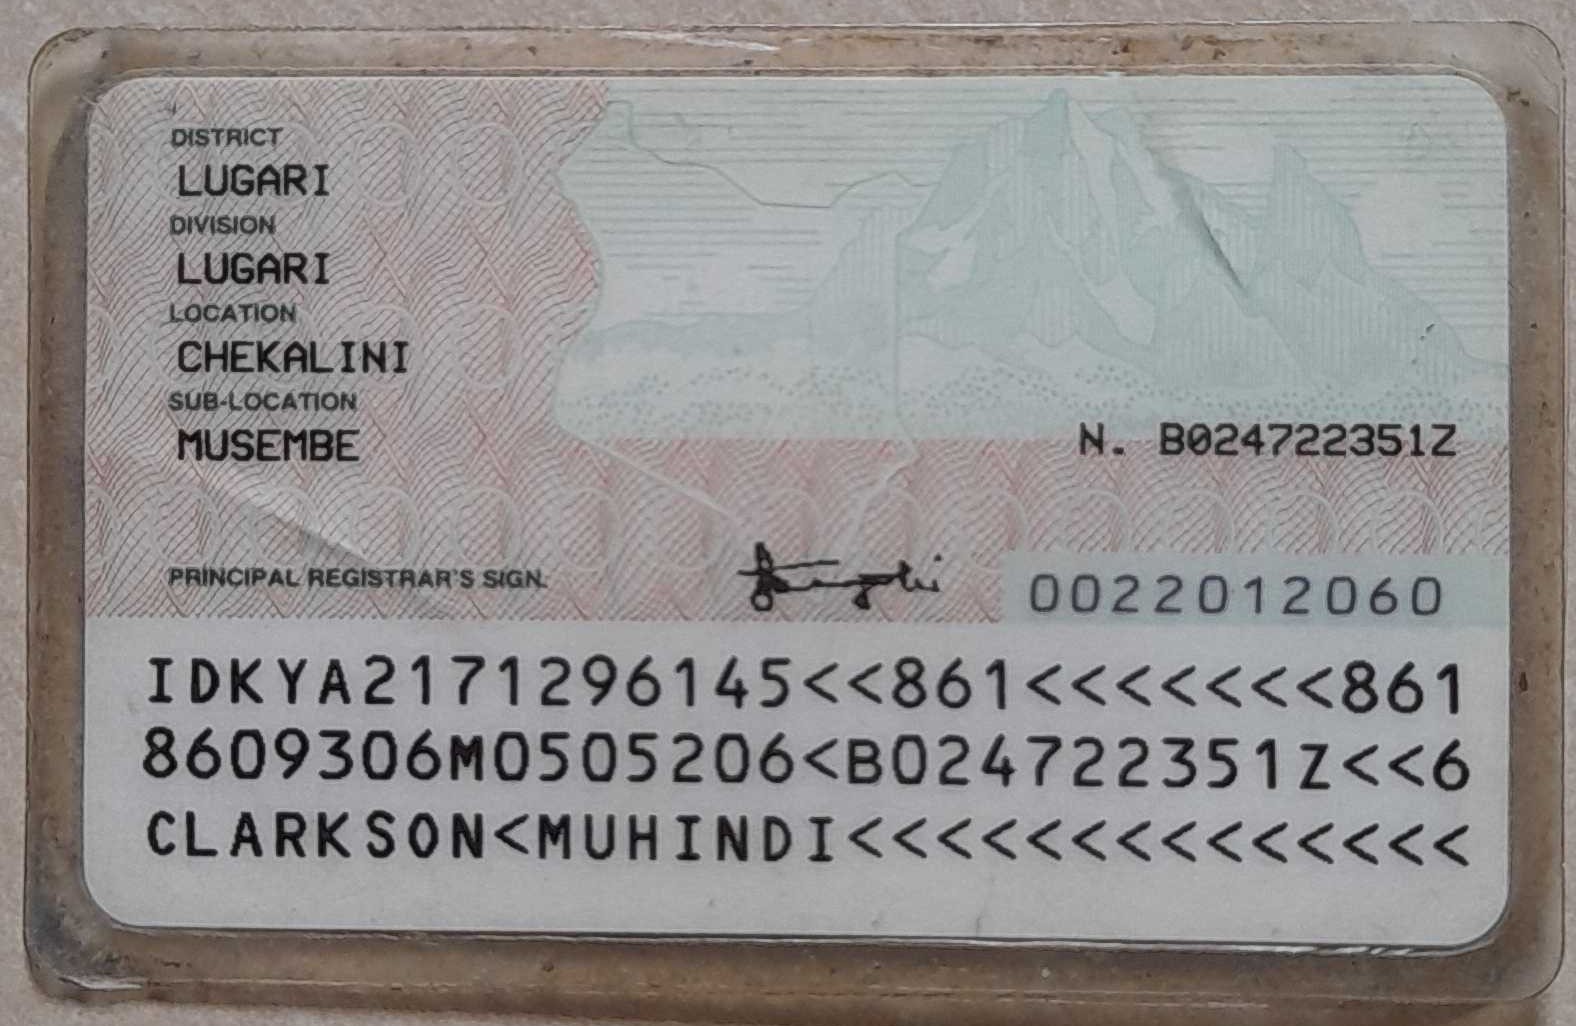 DISTRICT
LUGARI
DIVISION
LUGARI
LOCATION
CHEKALINI
SUB-LOCATION
MUSEMBE
N. B024722351Z
PRINCIPAL REGISTRAR'S SIGN.
0022012060
IDKYA2171296145<<861<<<<<<<861
8609306M0505206<B024722351Z<<6
CLARKSON<MUHINDI<<<<<<<<<<<<<<